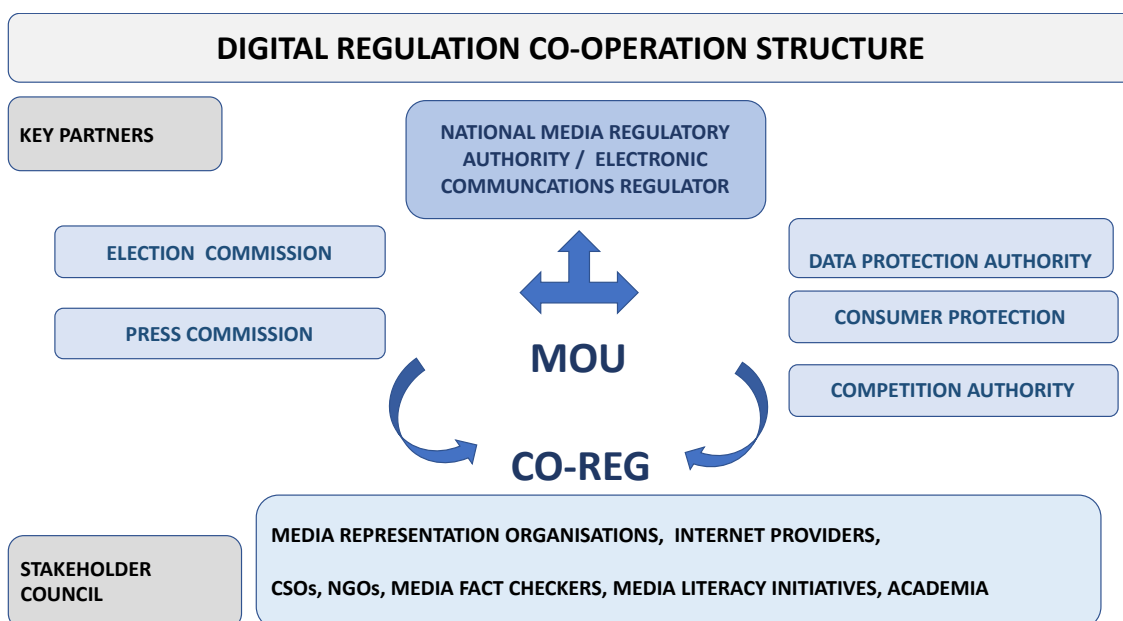 DIGITAL REGULATION CO-OPERATION STRUCTURE
KEY PARTNERS
NATIONAL MEDIA REGULATORY
AUTHORITY / ELECTRONIC
COMMUNCATIONS REGULATOR
ELECTION COMMISSION
PRESS COMMISSION
DATA PROTECTION AUTHORITY
CONSUMER PROTECTION
COMPETITION AUTHORITY
MOU
CO-REG
STAKEHOLDER
COUNCIL
MEDIA REPRESENTATION ORGANISATIONS, INTERNET PROVIDERS,
CSOs, NGOs, MEDIA FACT CHECKERS, MEDIA LITERACY INITIATIVES, ACADEMIA